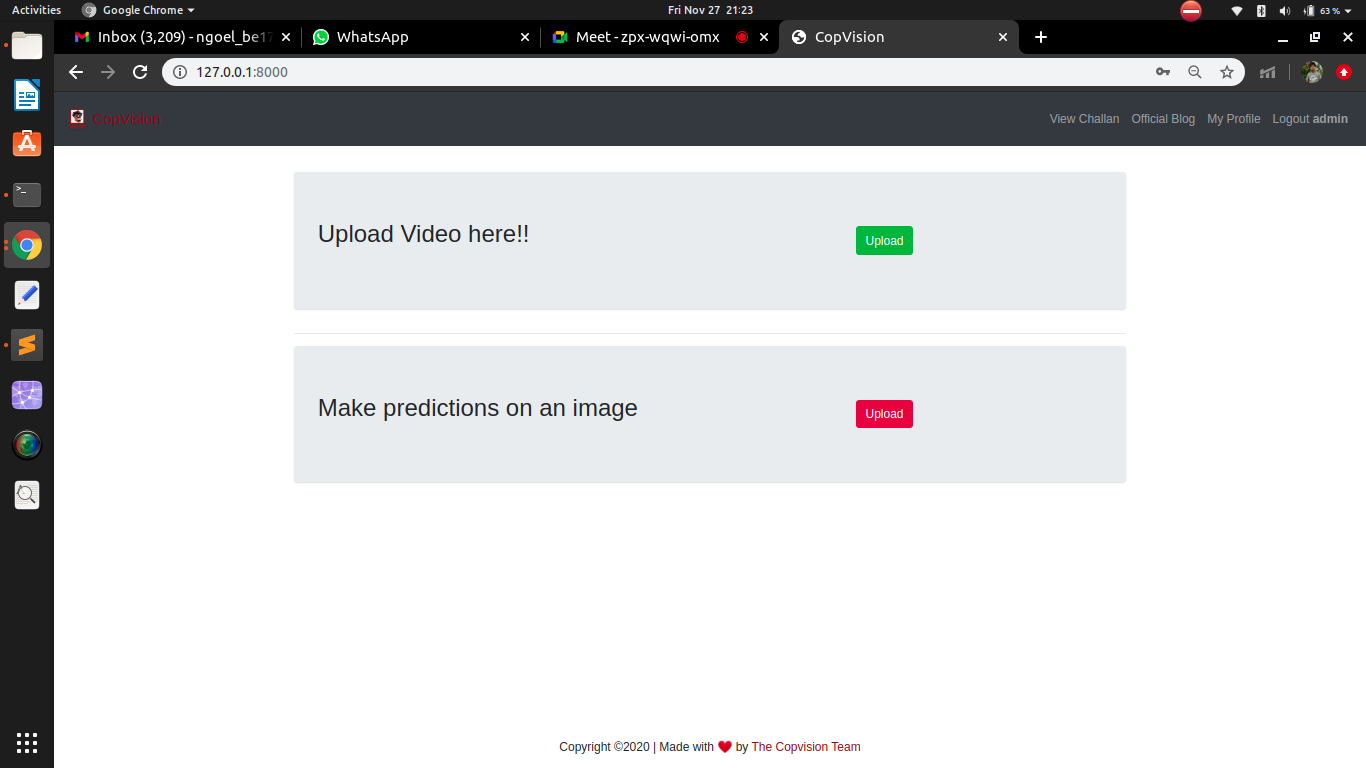 Activities Google Chrome Fri Nov 27 21:23 63 %
Inbox (3,209) - ngoel_be17 WhatsApp Meet - zpx-wqwi-omx CopVision
127.0.0.1:8000
CopVision View Challan Official Blog My Profile Logout admin
Upload Video here!! Upload
Make predictions on an image Upload
Copyright ©2020 | Made with ❤️ by The Copvision Team